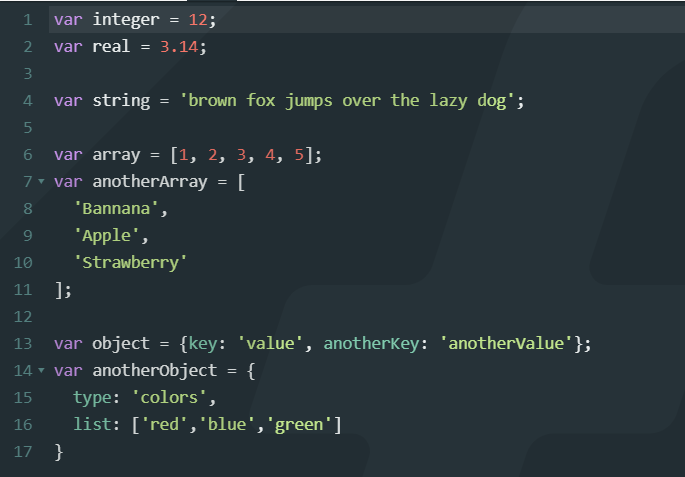 1 var integer = 12;
2 var real = 3.14;
3
4 var string = 'brown fox jumps over the lazy dog';
5
6 var array = [1, 2, 3, 4, 5];
7 var anotherArray = [
8   'Bannana',
9   'Apple',
10   'Strawberry'
11 ];
12
13 var object = {key: 'value', anotherKey: 'anotherValue'};
14 var anotherObject = {
15   type: 'colors',
16   list: ['red','blue','green']
17 }